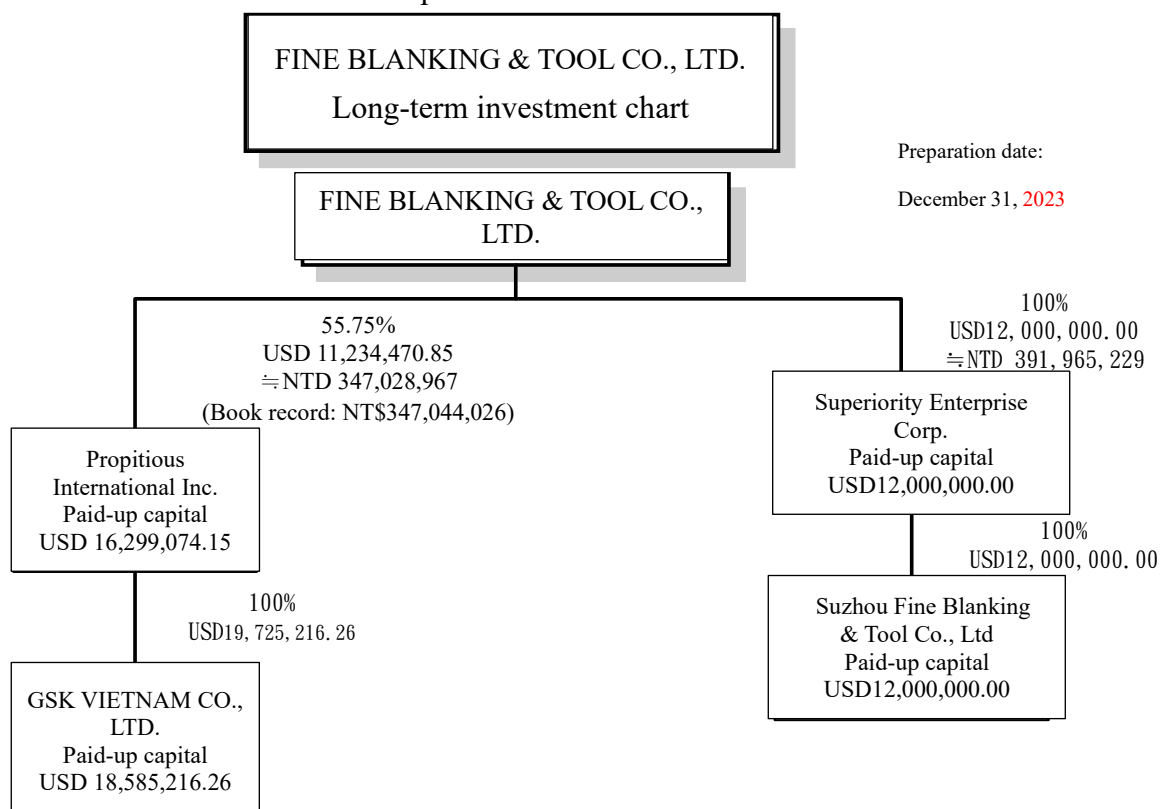 FINE BLANKING & TOOL CO., LTD.
Long-term investment chart
Preparation date:
December 31, 2023
FINE BLANKING & TOOL CO.,
LTD.
55.75%
USD 11,234,470.85
≒NTD 347,028,967
(Book record: NT$347,044,026)
100%
USD12,000,000.00
≒NTD 391,965,229
Propitious
International Inc.
Paid-up capital
USD 16,299,074.15
Superiority Enterprise
Corp.
Paid-up capital
USD12,000,000.00
100%
USD19,725,216.26
100%
USD12,000,000.00
GSK VIETNAM CO.,
LTD.
Paid-up capital
USD 18,585,216.26
Suzhou Fine Blanking
& Tool Co., Ltd
Paid-up capital
USD12,000,000.00